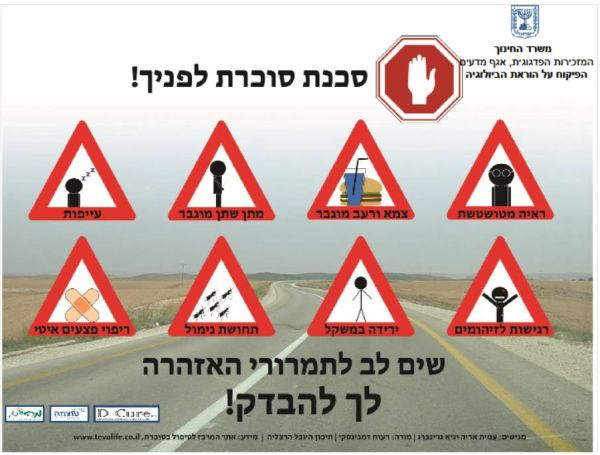 משרד החינוך
המזכירות הפדגוגית, אגף מדעים
הפיקוח על הוראת הביולוגיה
סכנת סוכרת לפניך!
ראיה מטושטשת
צמא ורעב מוגבר
מתן שתן מוגבר
עייפות
רגישות לזיהומים
ירידה במשקל
תחושת נימול
ריפוי פצעים איטי
שים לב לתמרורי האזהרה
לך להבדק!
D Cure
מגישים: עמית אריה וגיא גרינברג | מורה: רעות דמבינסקי | תיכון היובל הרצליה | מידע: אתר המרכז לטיפול בסוכרת, www.tevalife.co.il